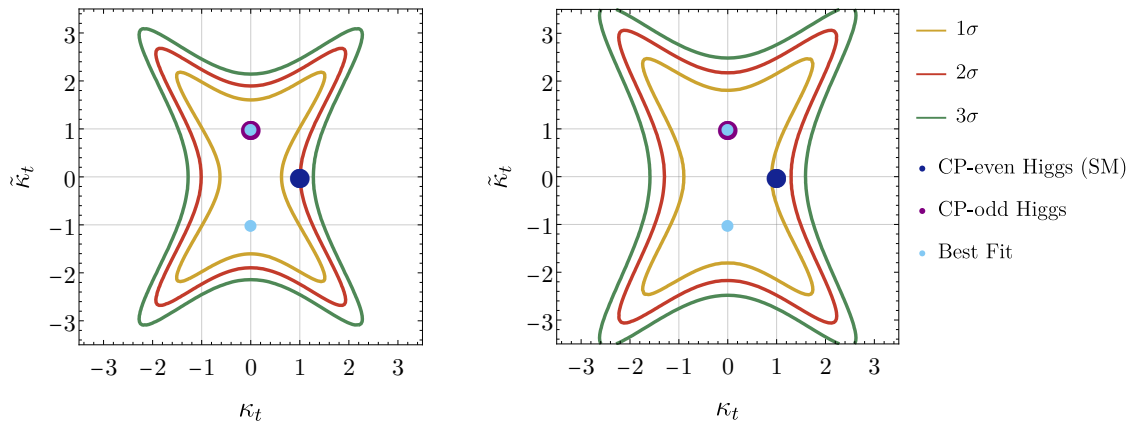 κ̃ₜ
3
2
1
0
−1
−2
−3
−3 −2 −1 0 1 2 3
κₜ
3
2
1
0
−1
−2
−3
−3 −2 −1 0 1 2 3
κₜ
1σ
2σ
3σ
CP-even Higgs (SM)
CP-odd Higgs
Best Fit